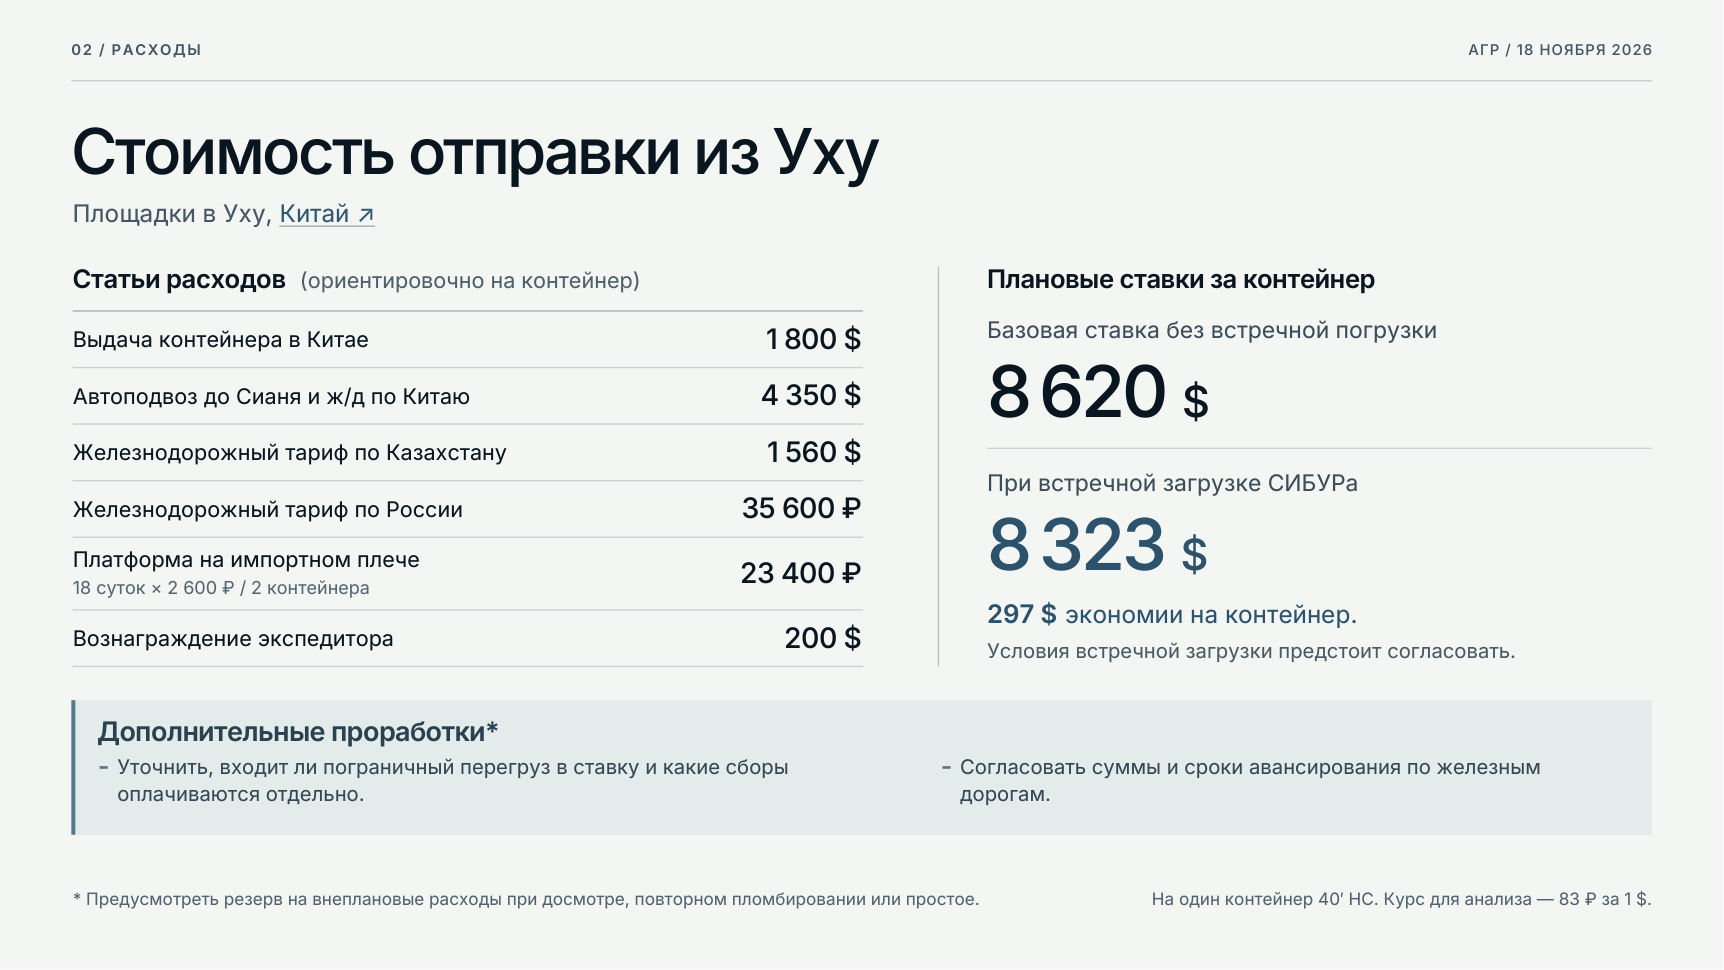 02 / РАСХОДЫ
АГР / 18 НОЯБРЯ 2026
Стоимость отправки из Уху
Площадки в Уху, Китай ↗
Статьи расходов (ориентировочно на контейнер)
Выдача контейнера в Китае 1 800 $
Автоподвоз до Сианя и ж/д по Китаю 4 350 $
Железнодорожный тариф по Казахстану 1 560 $
Железнодорожный тариф по России 35 600 ₽
Платформа на импортном плече 23 400 ₽
18 суток × 2 600 ₽ / 2 контейнера
Вознаграждение экспедитора 200 $
Плановые ставки за контейнер
Базовая ставка без встречной погрузки
8 620 $
При встречной загрузке СИБУРа
8 323 $
297 $ экономии на контейнер.
Условия встречной загрузки предстоит согласовать.
Дополнительные проработки*
– Уточнить, входит ли пограничный перегруз в ставку и какие сборы
оплачиваются отдельно.
– Согласовать суммы и сроки авансирования по железным
дорогам.
* Предусмотреть резерв на внеплановые расходы при досмотре, повторном пломбировании или простое.
На один контейнер 40′ HC. Курс для анализа — 83 ₽ за 1 $.